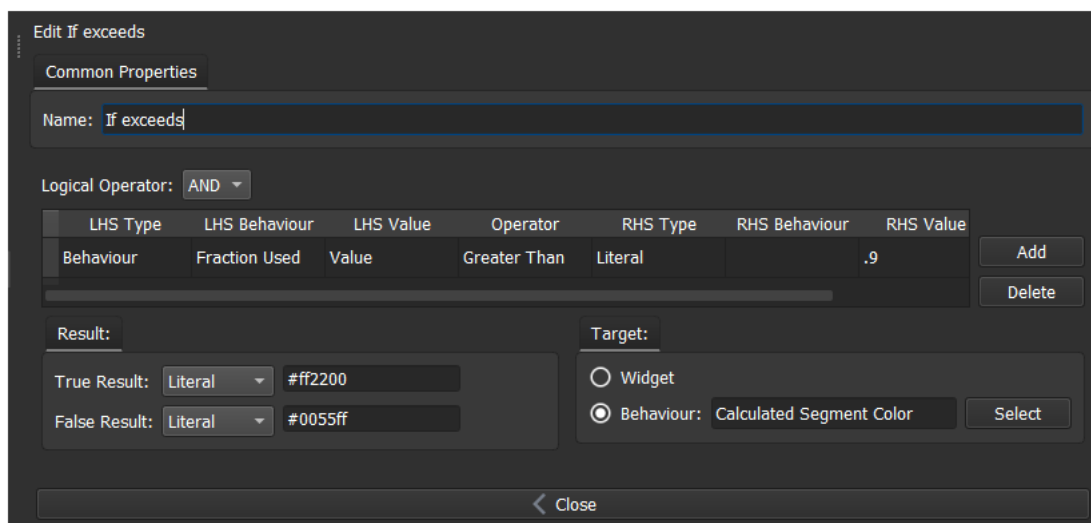 Edit If exceeds
Common Properties
Name: If exceeds
Logical Operator: AND
LHS Type LHS Behaviour LHS Value Operator RHS Type RHS Behaviour RHS Value
Behaviour Fraction Used Value Greater Than Literal .9
Add
Delete
Result:
True Result: Literal #ff2200
False Result: Literal #0055ff
Target:
Widget
Behaviour: Calculated Segment Color Select
Close